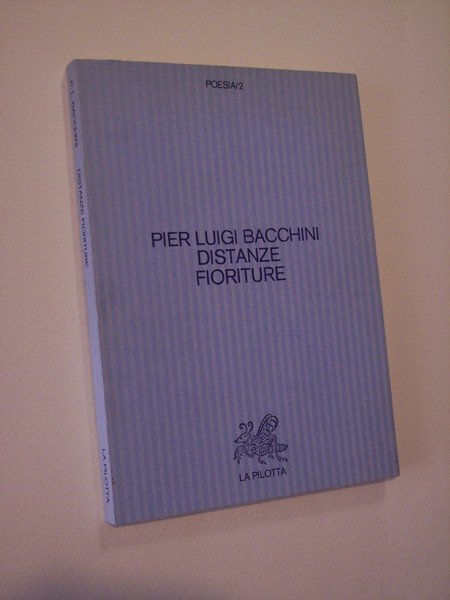 POESIA/2
PIER LUIGI BACCHINI
DISTANZE
FIORITURE
LA PILOTTA
P. L. BACCHINI DISTANZE FIORITURE LA PILOTTA